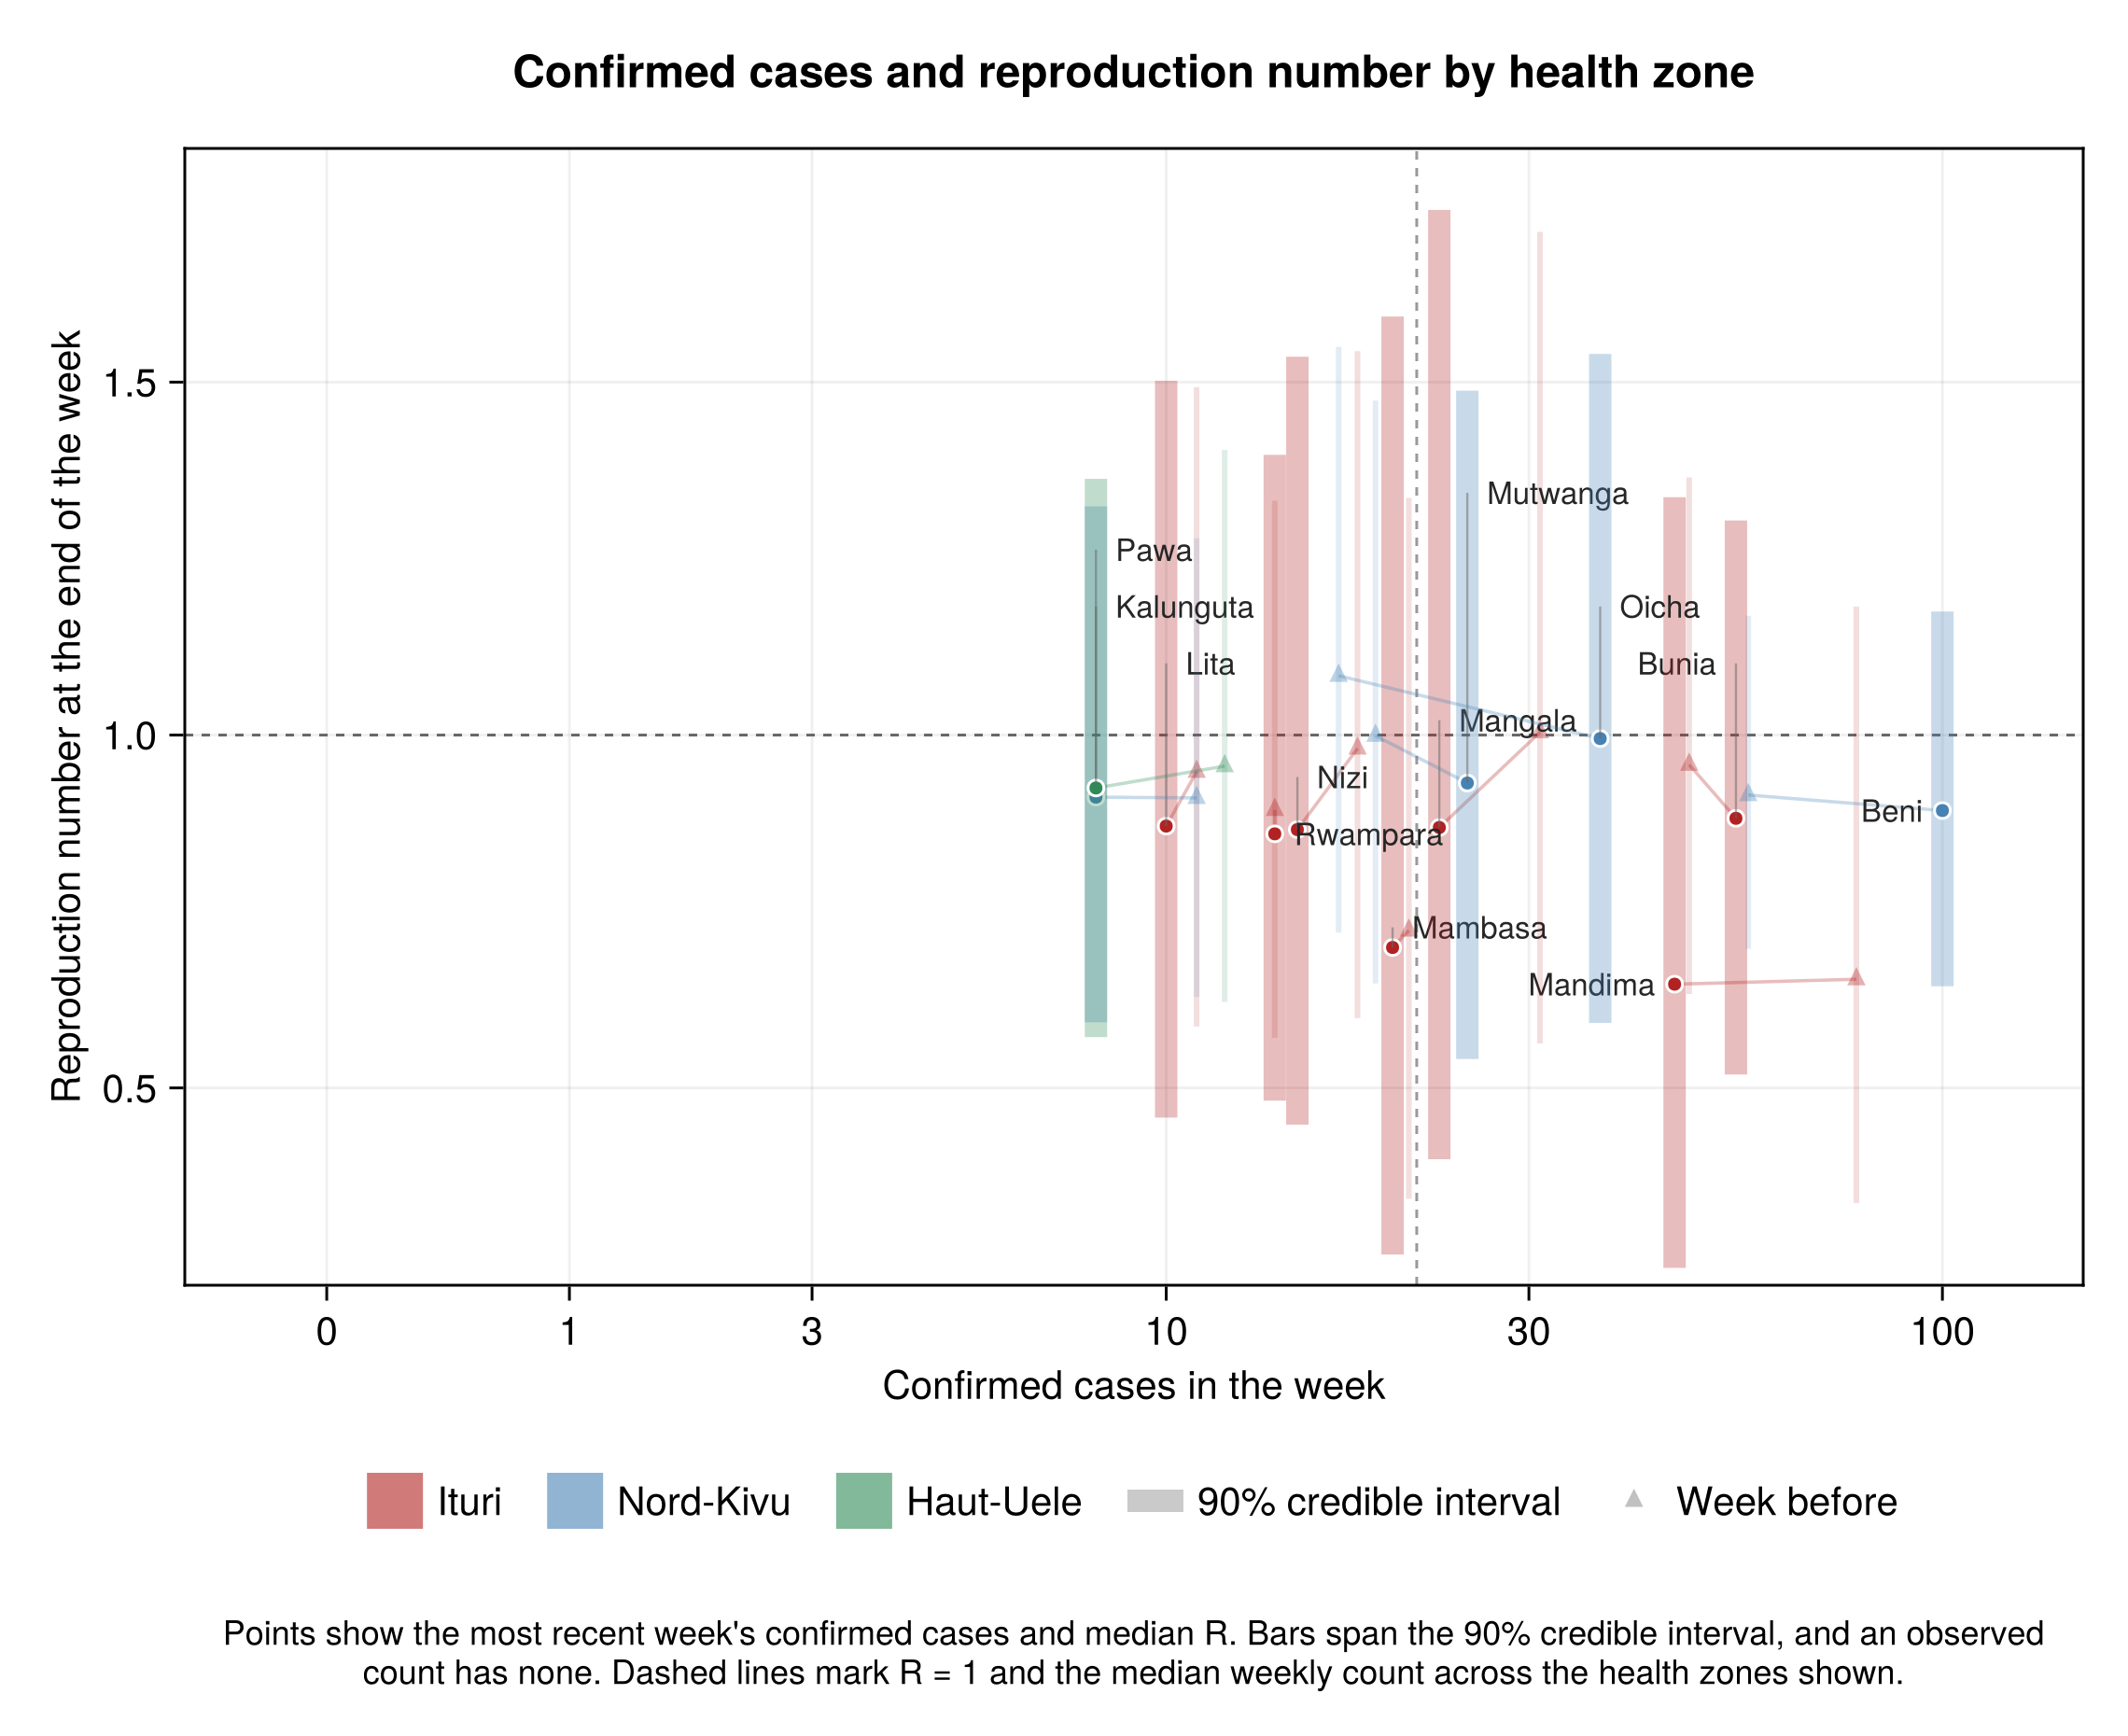 Confirmed cases and reproduction number by health zone
Reproduction number at the end of the week
1.5
1.0
0.5
Mutwanga
Pawa
Kalunguta
Oicha
Lita
Bunia
Mangala
Nizi
Beni
Rwampara
Mambasa
Mandima
0 1 3 10 30 100
Confirmed cases in the week
Ituri Nord-Kivu Haut-Uele 90% credible interval Week before
Points show the most recent week's confirmed cases and median R. Bars span the 90% credible interval, and an observed
count has none. Dashed lines mark R = 1 and the median weekly count across the health zones shown.